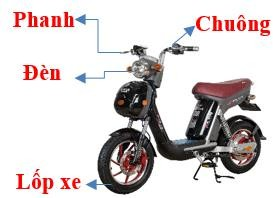 Phanh
Chuông
Đèn
Lốp xe